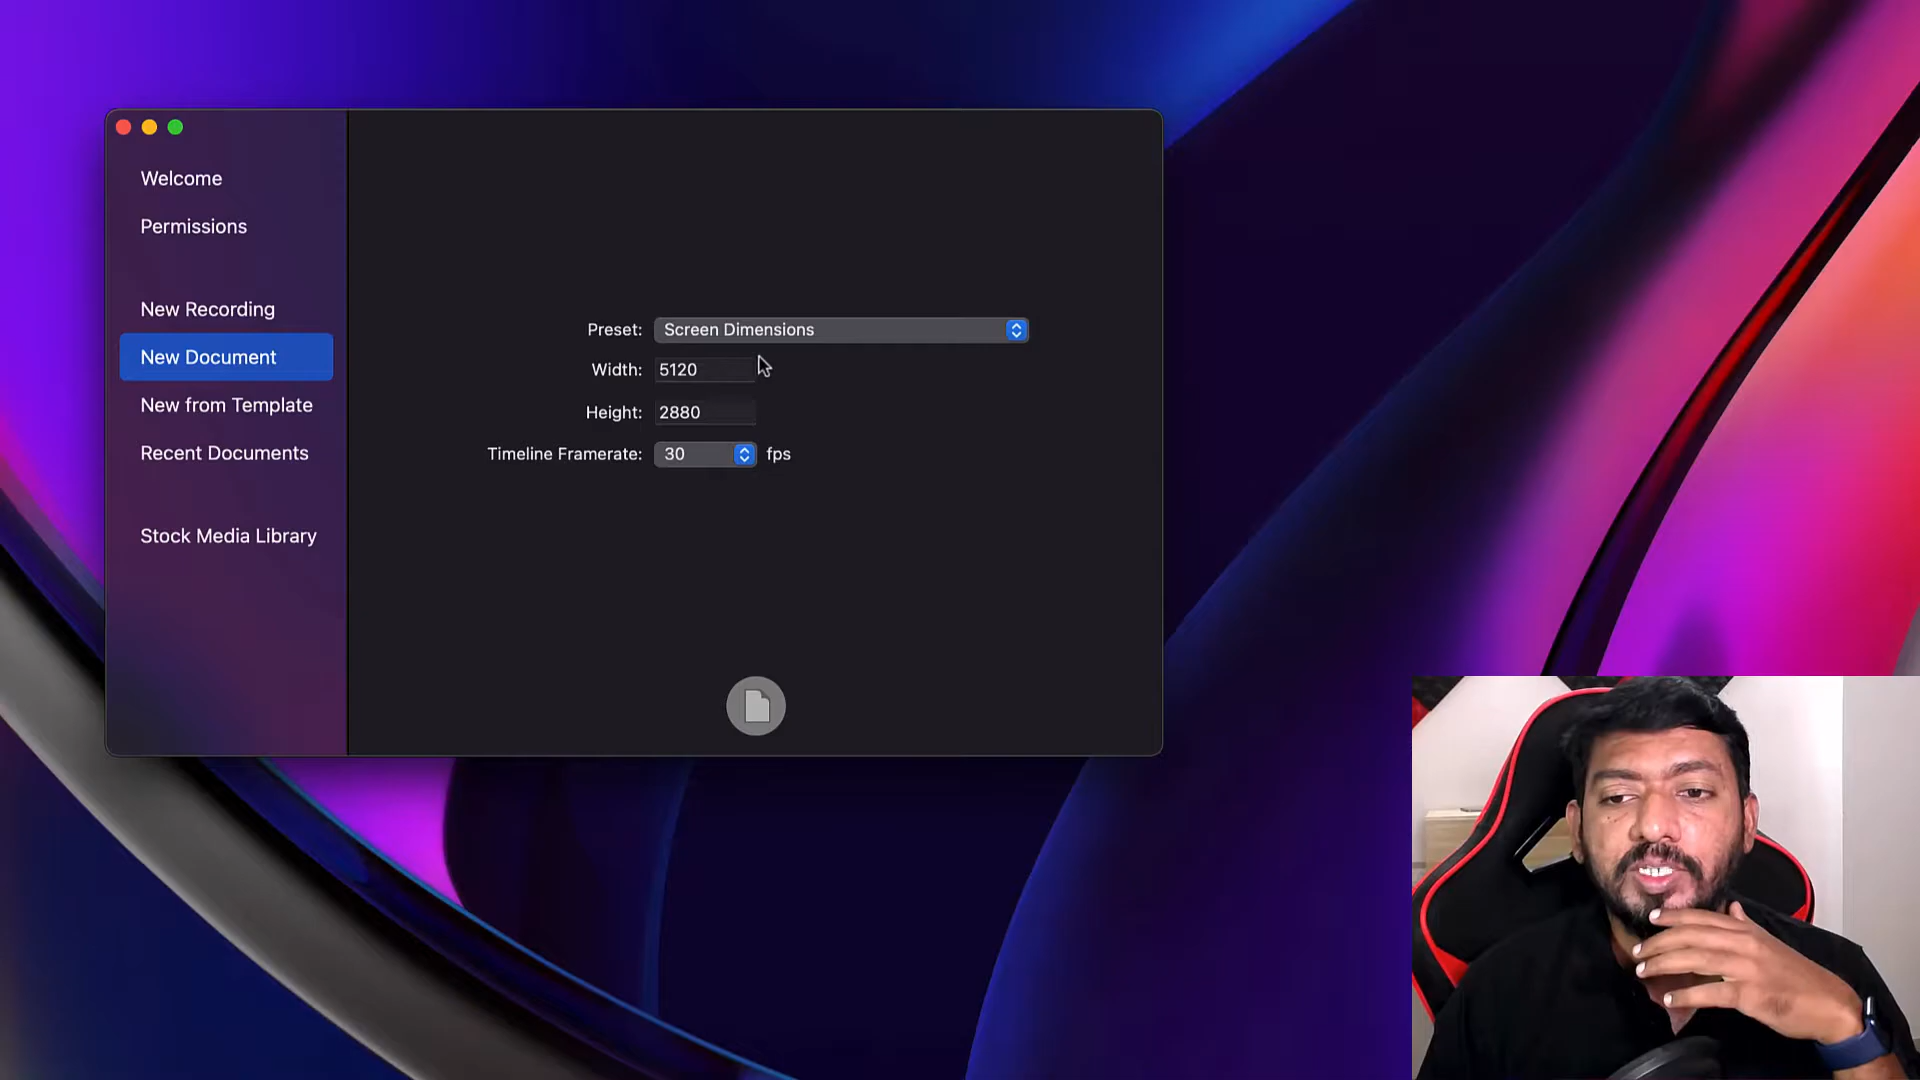 Welcome
Permissions
New Recording
New Document
New from Template
Recent Documents
Stock Media Library
Preset: Screen Dimensions
Width: 5120
Height: 2880
Timeline Framerate: 30 fps